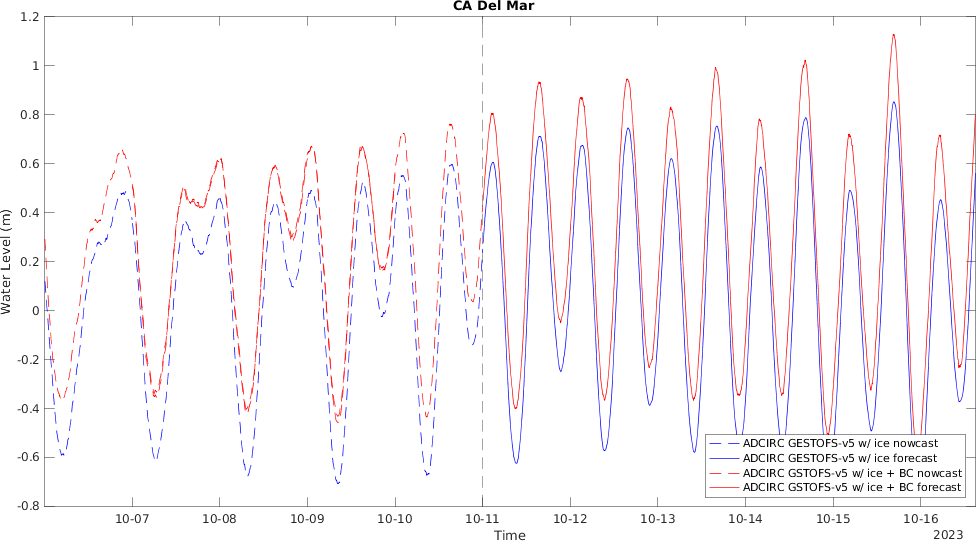 CA Del Mar
1.2
1
0.8
0.6
0.4
0.2
0
-0.2
-0.4
-0.6
-0.8
Water Level (m)
10-07 10-08 10-09 10-10 10-11 10-12 10-13 10-14 10-15 10-16
Time
2023
ADCIRC GESTOFS-v5 w/ ice nowcast
ADCIRC GESTOFS-v5 w/ ice forecast
ADCIRC GSTOFS-v5 w/ ice + BC nowcast
ADCIRC GSTOFS-v5 w/ ice + BC forecast